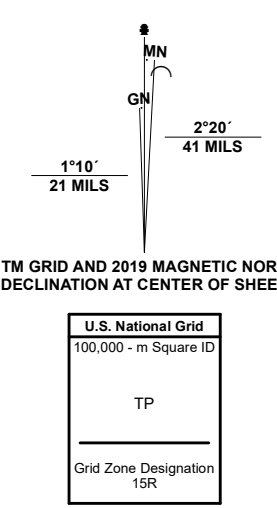 MN
GN
2°20´
41 MILS
1°10´
21 MILS
TM GRID AND 2019 MAGNETIC NOR
DECLINATION AT CENTER OF SHEE
U.S. National Grid
100,000 - m Square ID
TP
Grid Zone Designation
15R